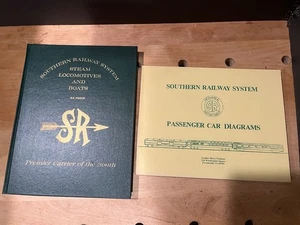 SOUTHERN RAILWAY SYSTEM
STEAM
LOCOMOTIVES
AND
BOATS
SR
Premier Carrier of the South
SOUTHERN RAILWAY SYSTEM
PASSENGER CAR DIAGRAMS